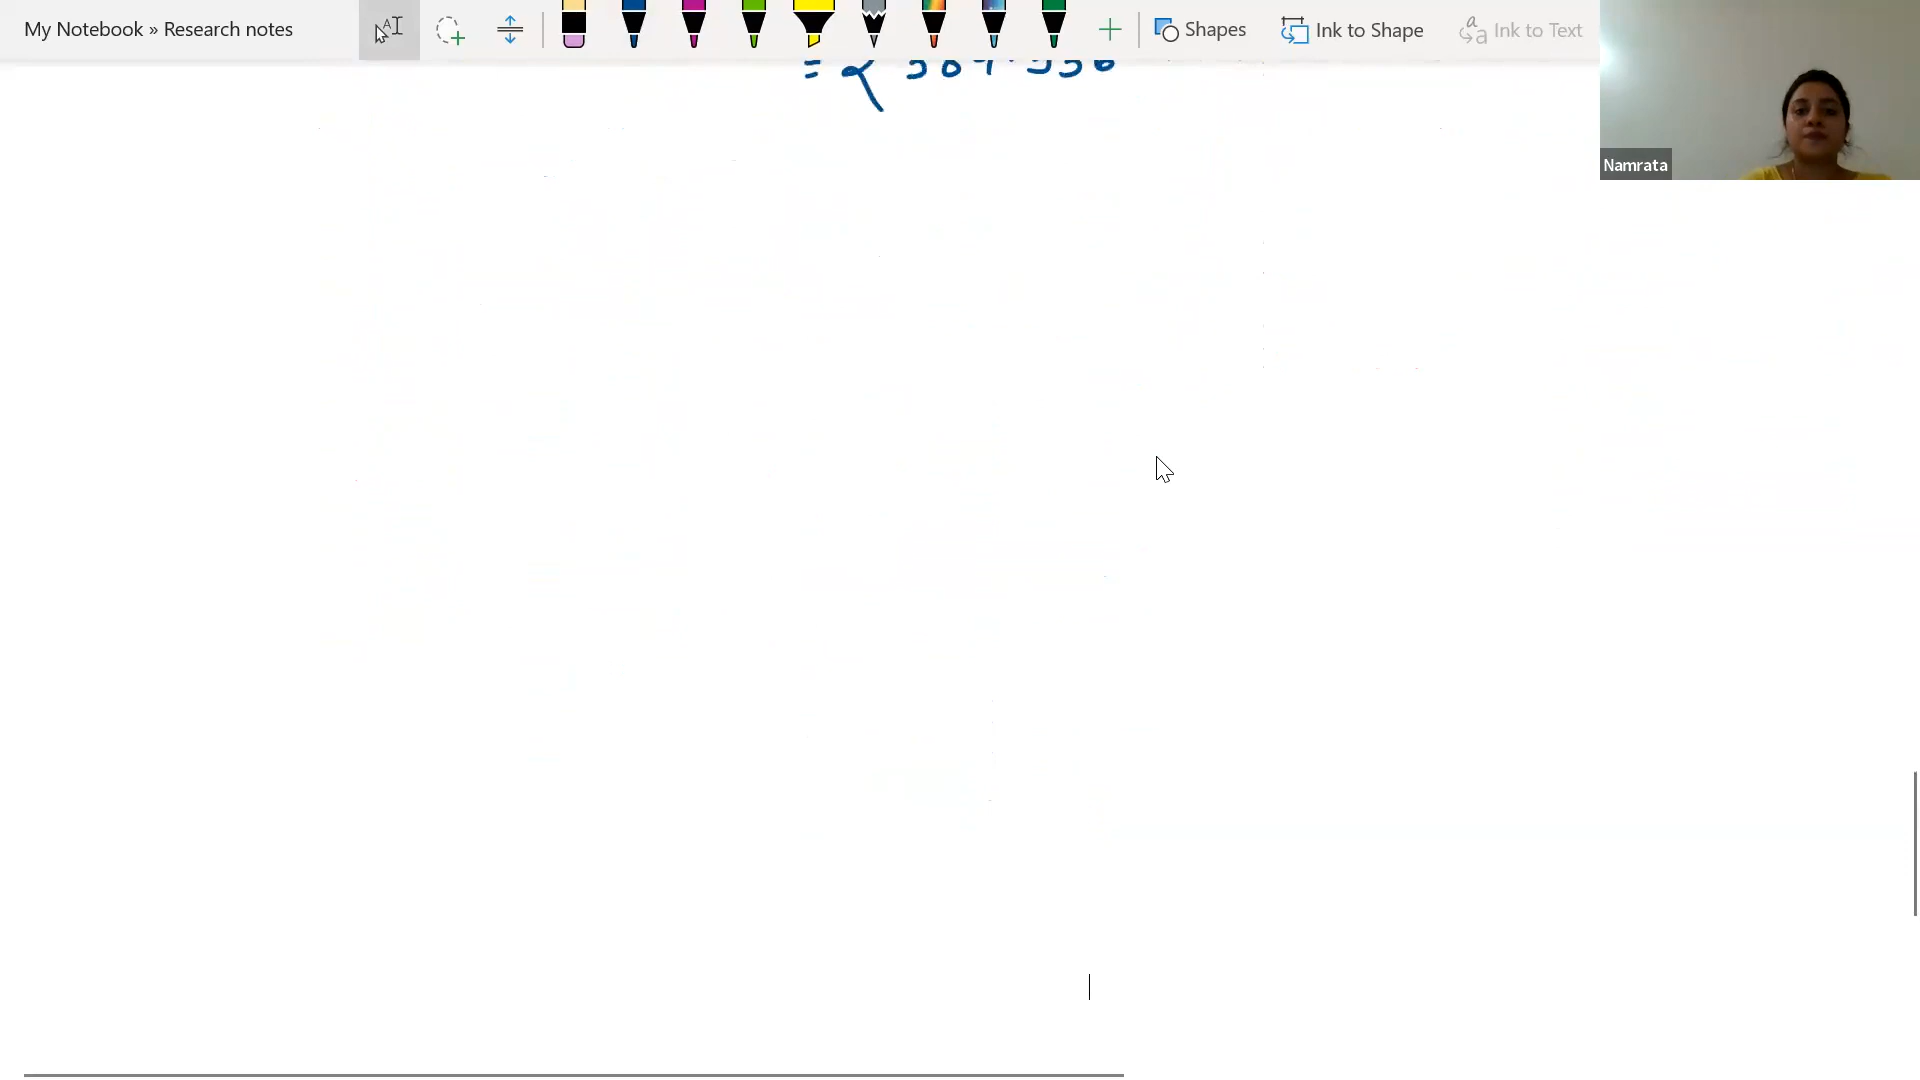 My Notebook » Research notes
Shapes
Ink to Shape
Ink to Text
Namrata